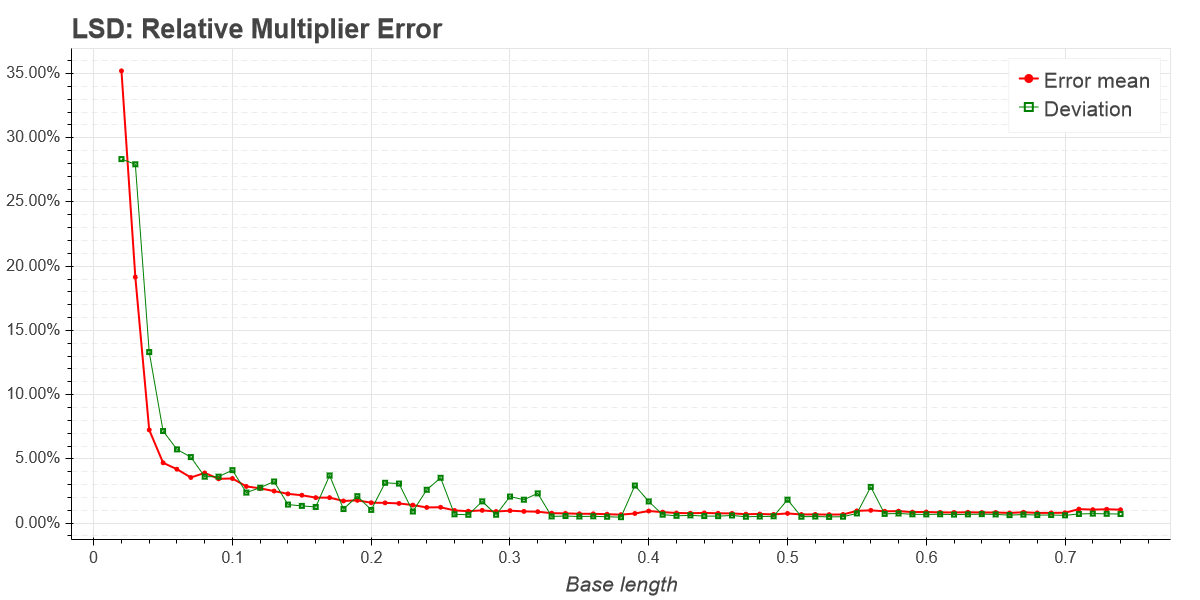 LSD: Relative Multiplier Error
35.00%
30.00%
25.00%
20.00%
15.00%
10.00%
5.00%
0.00%
Error mean
Deviation
0 0.1 0.2 0.3 0.4 0.5 0.6 0.7
Base length